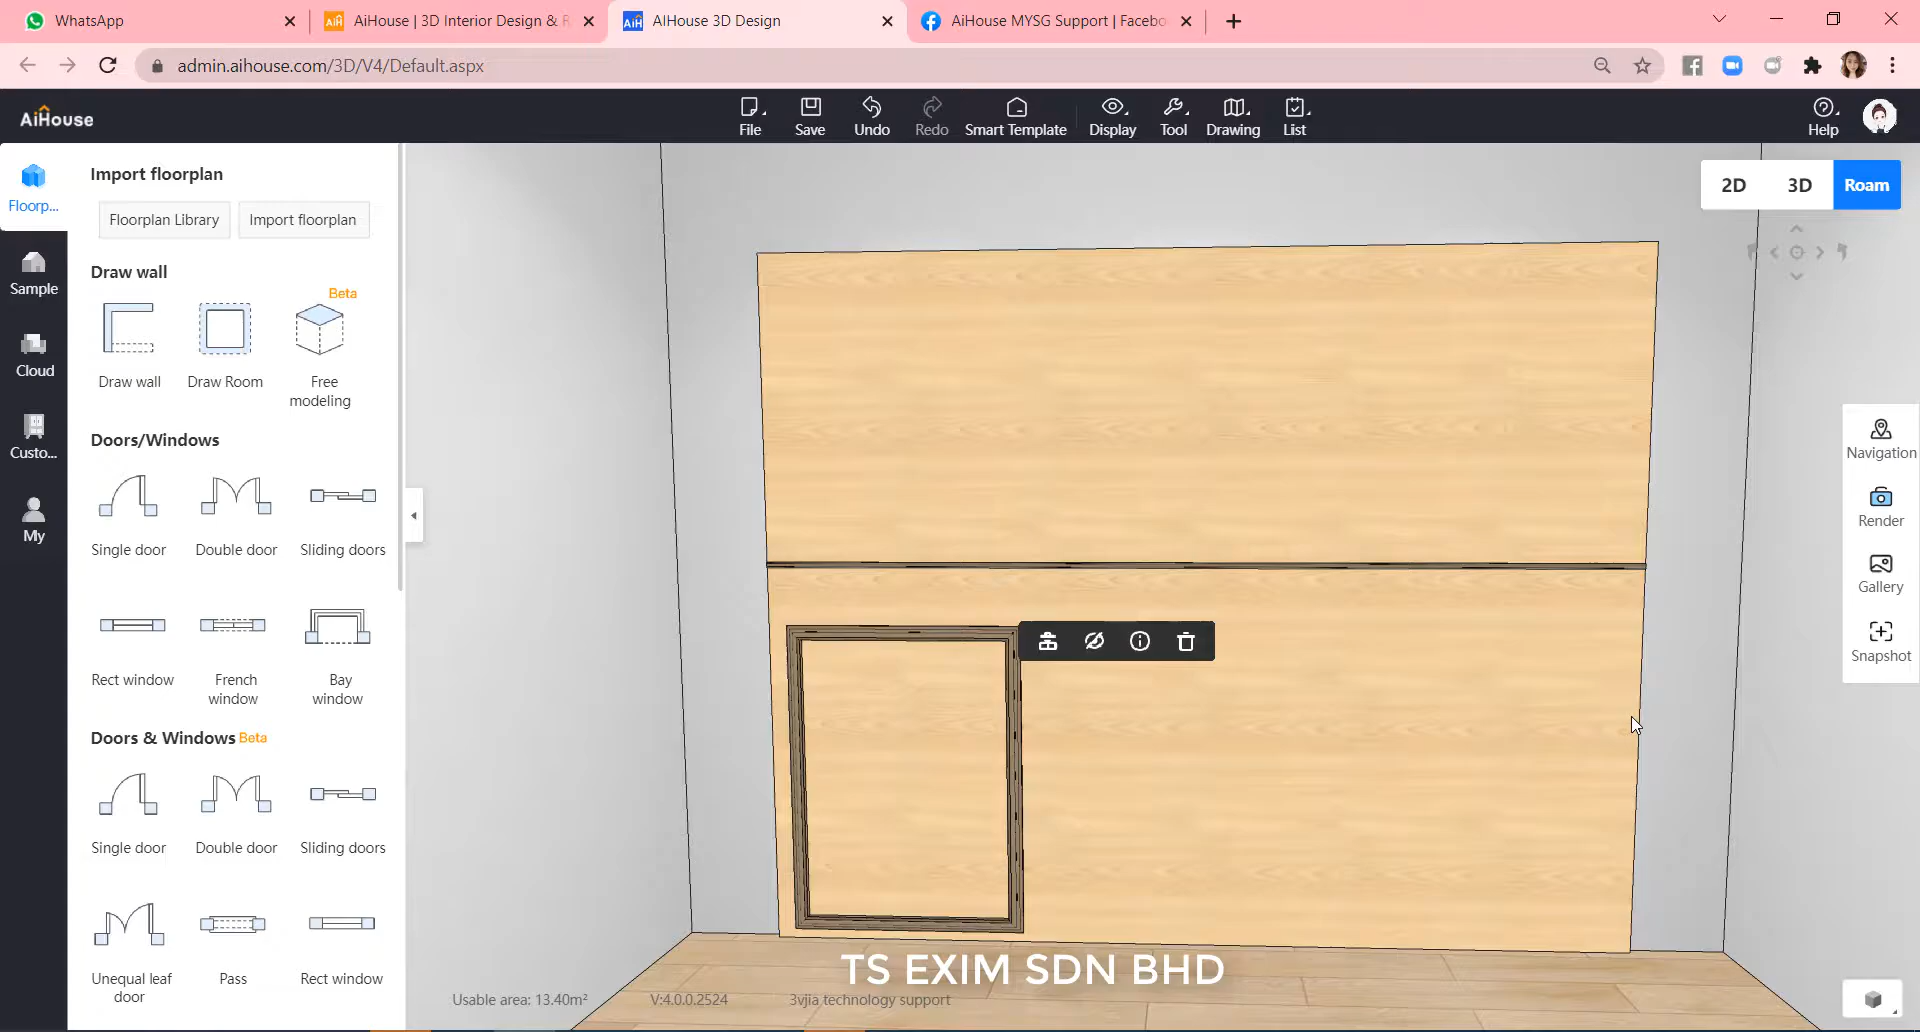 WhatsApp
AiHouse | 3D Interior Design & R
AIHouse 3D Design
AiHouse MYSG Support | Facebo
admin.aihouse.com/3D/V4/Default.aspx
AiHouse
File
Save
Undo
Redo
Smart Template
Display
Tool
Drawing
List
Help
Floorp...
Sample
Cloud
Custo...
My
Import floorplan
Floorplan Library
Import floorplan
Draw wall
Beta
Draw wall
Draw Room
Free
modeling
Doors/Windows
Single door
Double door
Sliding doors
Rect window
French
window
Bay
window
Doors & Windows Beta
Single door
Double door
Sliding doors
Unequal leaf
door
Pass
Rect window
2D
3D
Roam
Navigation
Render
Gallery
Snapshot
TS EXIM SDN BHD
Usable area: 13.40m²
V:4.0.0.2524
3vjia technology support